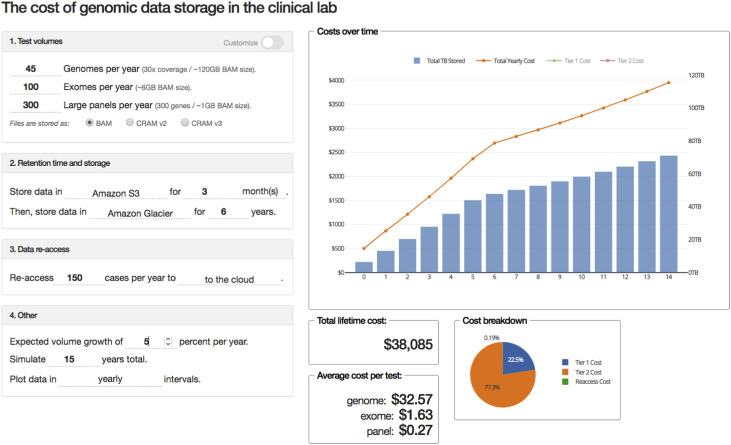 The cost of genomic data storage in the clinical lab
1. Test volumes
Customize
45 Genomes per year (30x coverage / ~120GB BAM size).
100 Exomes per year (~6GB BAM size).
300 Large panels per year (300 genes / ~1GB BAM size).
Files are stored as: BAM CRAM v2 CRAM v3
2. Retention time and storage
Store data in Amazon S3 for 3 month(s) .
Then, store data in Amazon Glacier for 6 years.
3. Data re-access
Re-access 150 cases per year to to the cloud .
4. Other
Expected volume growth of 5 percent per year.
Simulate 15 years total.
Plot data in yearly intervals.
Costs over time
Total TB Stored Total Yearly Cost Tier 1 Cost Tier 2 Cost
$4000
$3500
$3000
$2500
$2000
$1500
$1000
$500
$0
120TB
100TB
80TB
60TB
40TB
20TB
0TB
0 1 2 3 4 5 6 7 8 9 10 11 12 13 14
Total lifetime cost:
$38,085
Average cost per test:
genome: $32.57
exome: $1.63
panel: $0.27
Cost breakdown
0.19%
22.5%
77.3%
Tier 1 Cost
Tier 2 Cost
Reaccess Cost